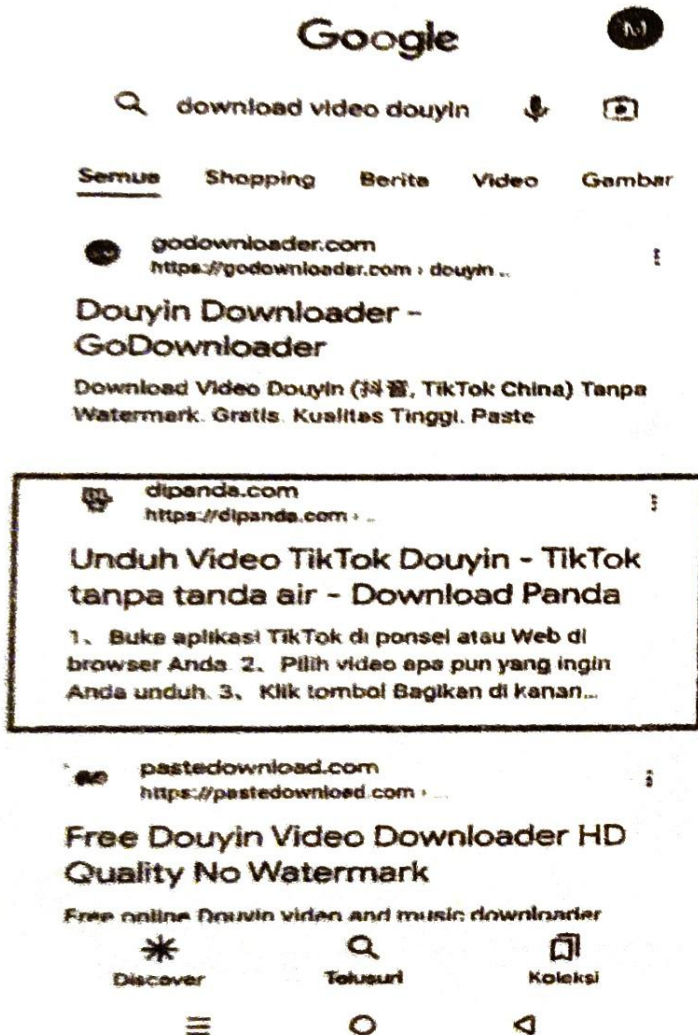 Google
download video douyin
Semua Shopping Berita Video Gambar
godownloader.com
https://godownloader.com › douyin ..
Douyin Downloader -
GoDownloader
Download Video Douyin (抖音, TikTok China) Tanpa
Watermark. Gratis. Kualitas Tinggi. Paste
dlpanda.com
https://dlpanda.com › ..
Unduh Video TikTok Douyin - TikTok
tanpa tanda air - Download Panda
1、 Buka aplikasi TikTok di ponsel atau Web di
browser Anda. 2、 Pilih video apa pun yang ingin
Anda unduh. 3、 Klik tombol Bagikan di kanan...
pastedownload.com
https://pastedownload.com › ...
Free Douyin Video Downloader HD
Quality No Watermark
Free online Douyin video and music downloader
Discover Telusuri Koleksi